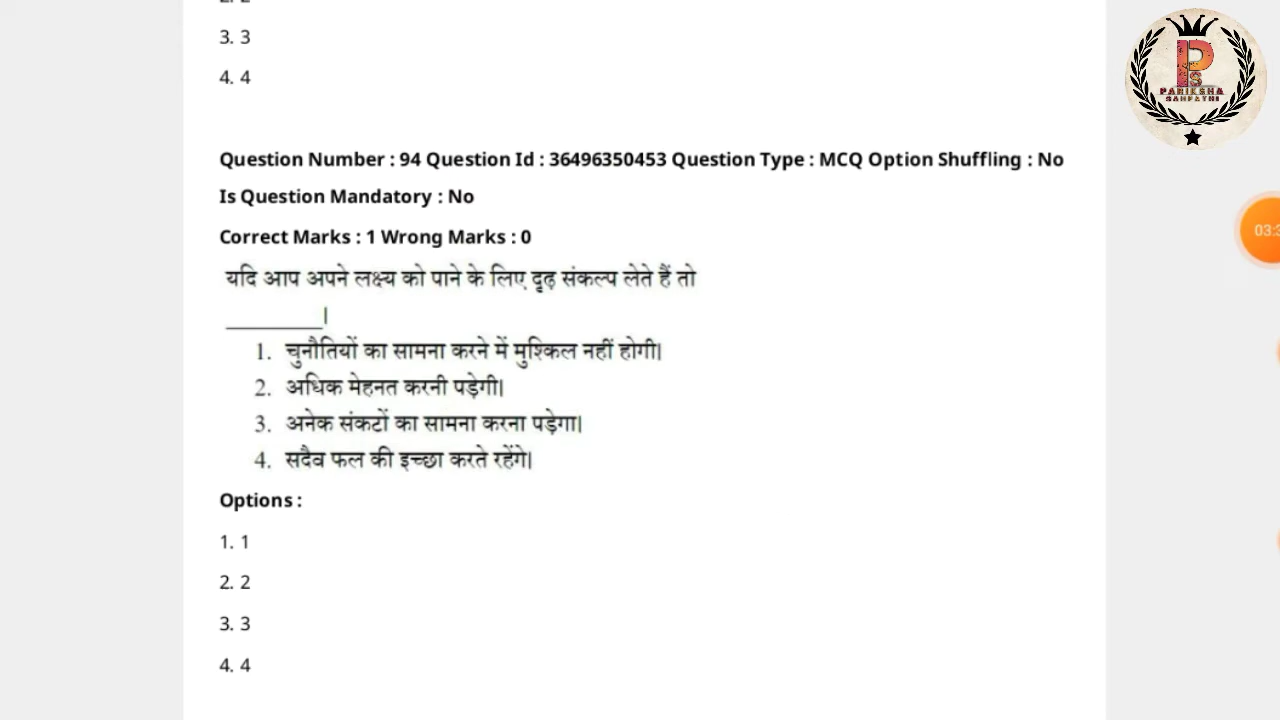 3. 3
4. 4
PARIKSHA
Question Number : 94 Question Id : 36496350453 Question Type : MCQ Option Shuffling : No
Is Question Mandatory : No
Correct Marks : 1 Wrong Marks : 0
यदि आप अपने लक्ष्य को पाने के लिए दृढ़ संकल्प लेते हैं तो
________।
1. चुनौतियों का सामना करने में मुश्किल नहीं होगी।
2. अधिक मेहनत करनी पड़ेगी।
3. अनेक संकटों का सामना करना पड़ेगा।
4. सदैव फल की इच्छा करते रहेंगे।
Options :
1. 1
2. 2
3. 3
4. 4